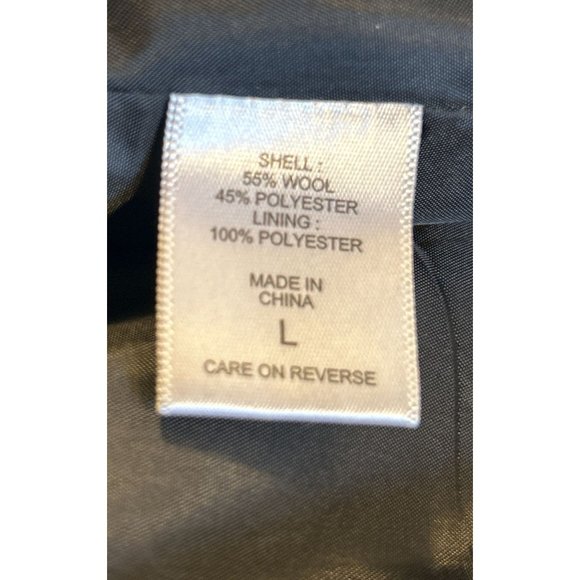 SHELL :
55% WOOL
45% POLYESTER
LINING :
100% POLYESTER
MADE IN
CHINA
L
CARE ON REVERSE